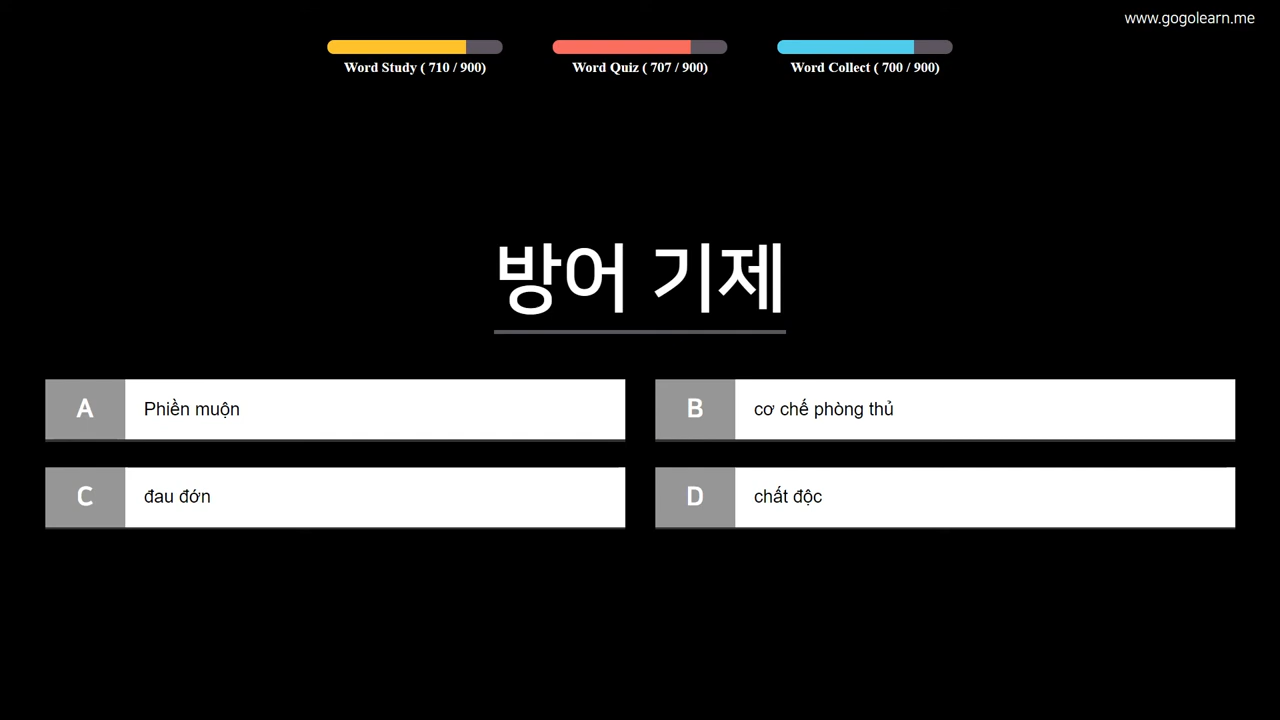 www.gogolearn.me
Word Study ( 710 / 900)
Word Quiz ( 707 / 900)
Word Collect ( 700 / 900)
방어 기제
A Phiền muộn
B cơ chế phòng thủ
C đau đớn
D chất độc